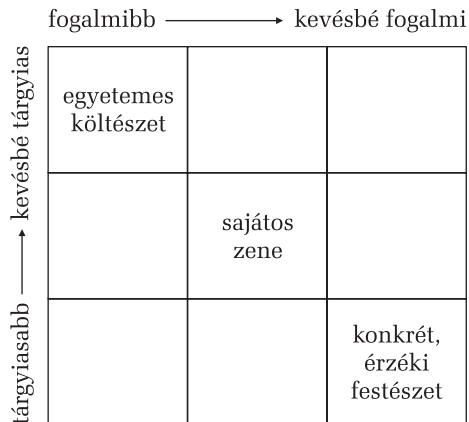 fogalmibb → kevésbé fogalmi
tárgyiasabb → kevésbé tárgyias
egyetemes
költészet
sajátos
zene
konkrét,
érzéki
festészet